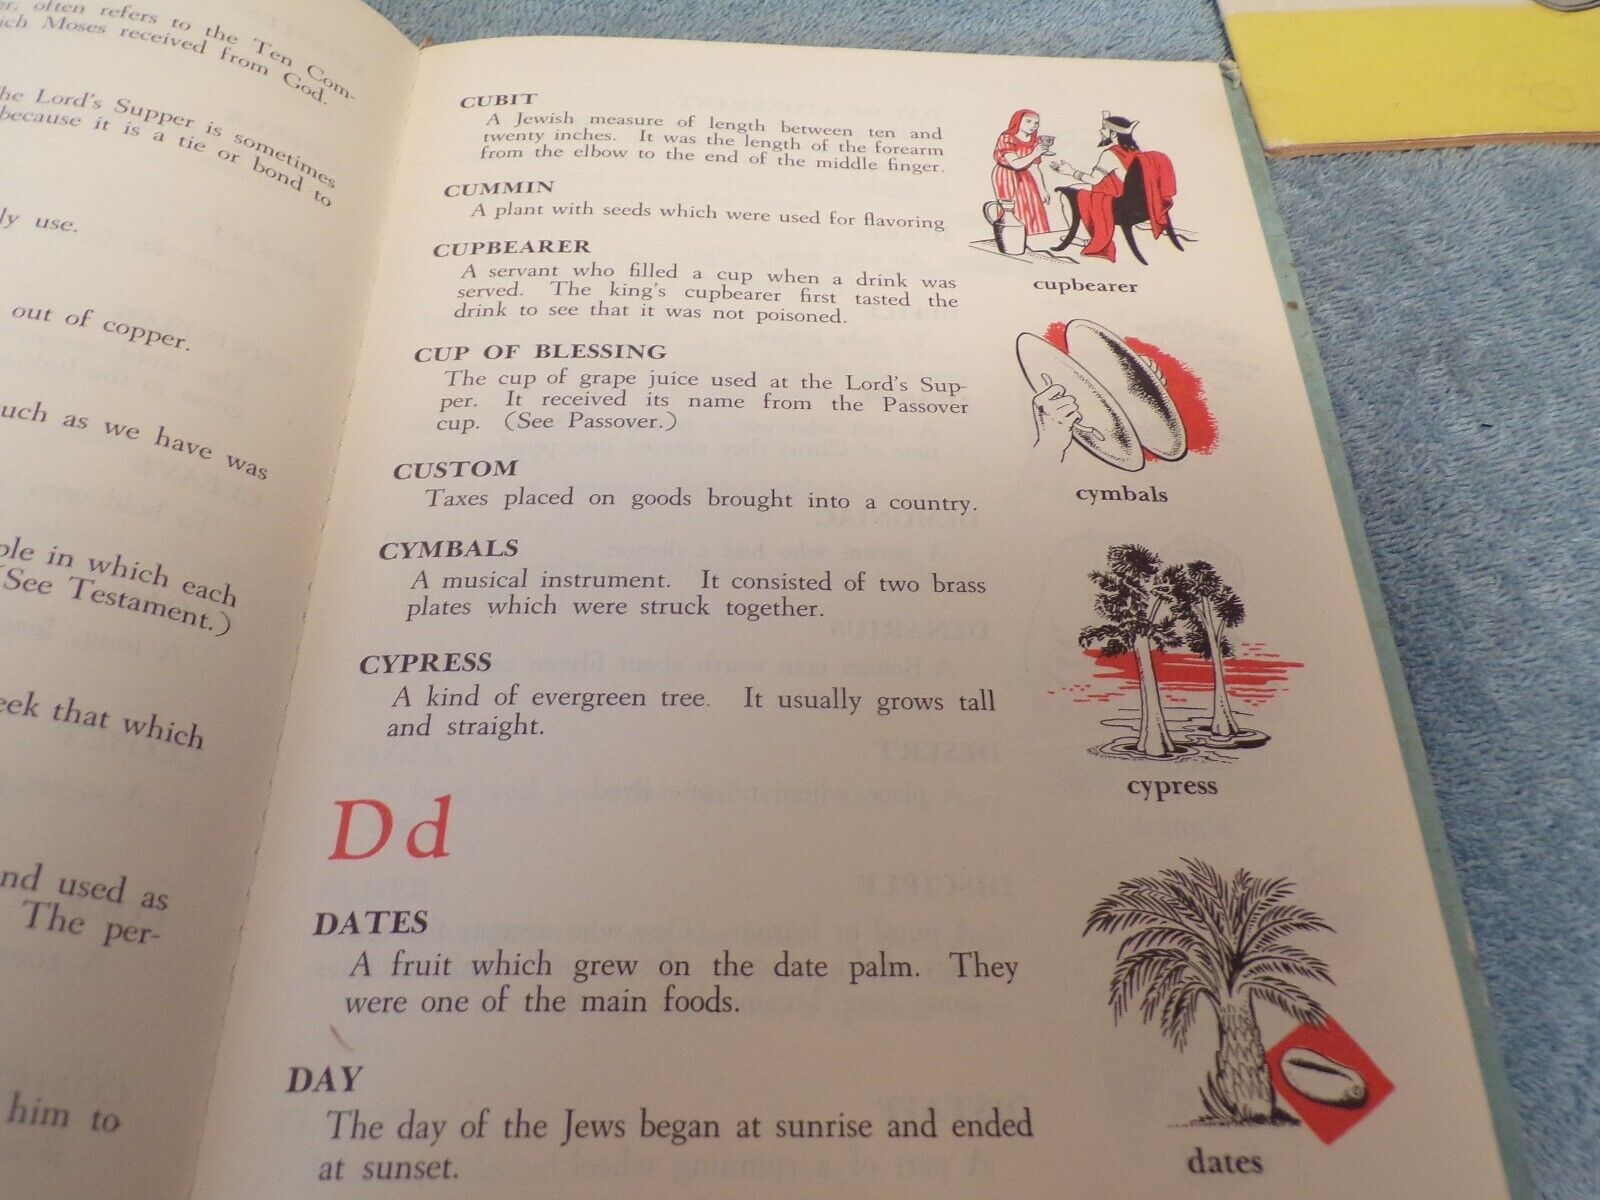 often refers to the Ten Com-
ich Moses received from God.
he Lord's Supper is sometimes
because it is a tie or bond to
ly use.
out of copper.
uch as we have was
ple in which each
(See Testament.)
eek that which
nd used as
The per-
him to
CUBIT
A Jewish measure of length between ten and
twenty inches. It was the length of the forearm
from the elbow to the end of the middle finger.
CUMMIN
A plant with seeds which were used for flavoring
CUPBEARER
A servant who filled a cup when a drink was
served. The king's cupbearer first tasted the
drink to see that it was not poisoned.
CUP OF BLESSING
The cup of grape juice used at the Lord's Sup-
per. It received its name from the Passover
cup. (See Passover.)
CUSTOM
Taxes placed on goods brought into a country.
CYMBALS
A musical instrument. It consisted of two brass
plates which were struck together.
CYPRESS
A kind of evergreen tree. It usually grows tall
and straight.
Dd
DATES
A fruit which grew on the date palm. They
were one of the main foods.
DAY
The day of the Jews began at sunrise and ended
at sunset.
cupbearer
cymbals
cypress
dates